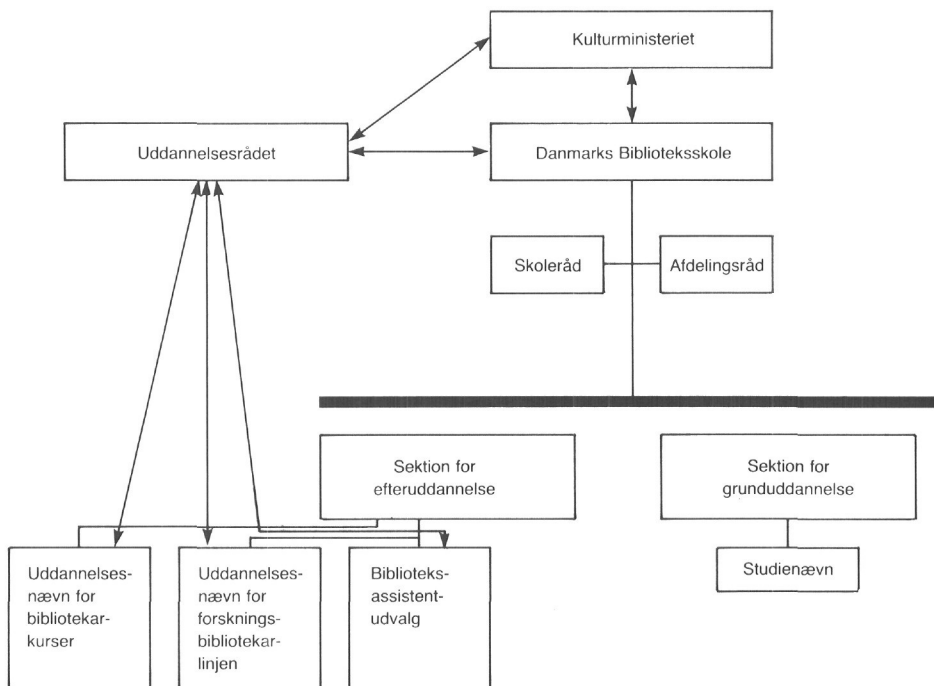 Kulturministeriet
Uddannelsesrådet
Danmarks Biblioteksskole
Skoleråd
Afdelingsråd
Sektion for
efteruddannelse
Sektion for
grunduddannelse
Uddannelses-
nævn for
bibliotekar-
kurser
Uddannelses-
nævn for
forsknings-
bibliotekar-
linjen
Biblioteks-
assistent-
udvalg
Studienævn